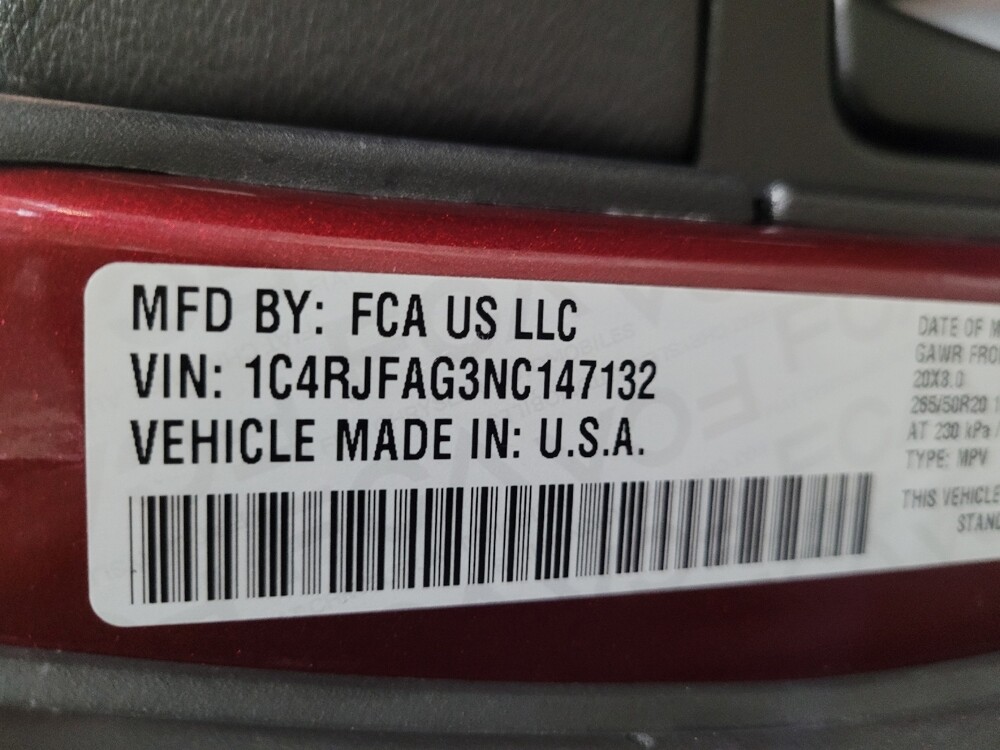 MFD BY: FCA US LLC
VIN: 1C4RJFAG3NC147132
VEHICLE MADE IN: U.S.A.
DATE OF M
GAWR FRO
20X8.0
265/50R20
AT 230 kPa /
TYPE: MPV
THIS VEHICLE
STAN